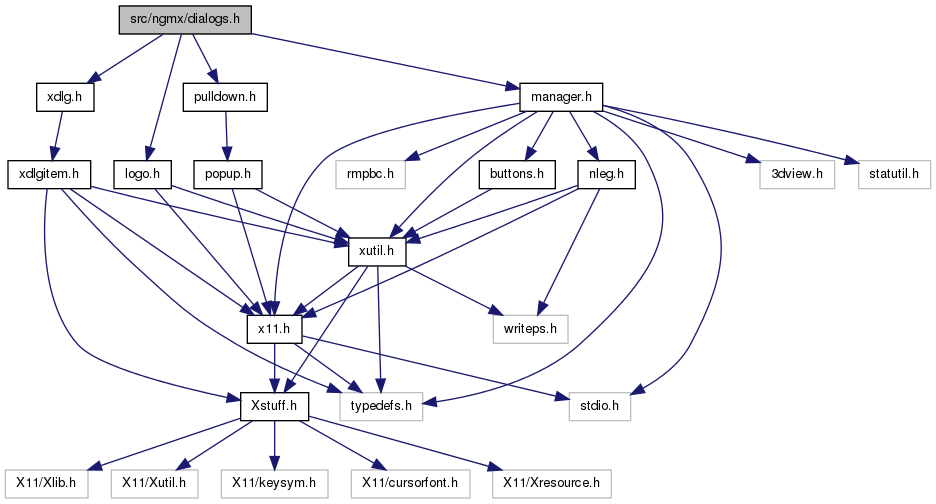 src/ngmx/dialogs.h
xdlg.h
pulldown.h
manager.h
xdlgitem.h
logo.h
popup.h
rmpbc.h
buttons.h
nleg.h
3dview.h
statutil.h
xutil.h
x11.h
writeps.h
Xstuff.h
typedefs.h
stdio.h
X11/Xlib.h
X11/Xutil.h
X11/keysym.h
X11/cursorfont.h
X11/Xresource.h